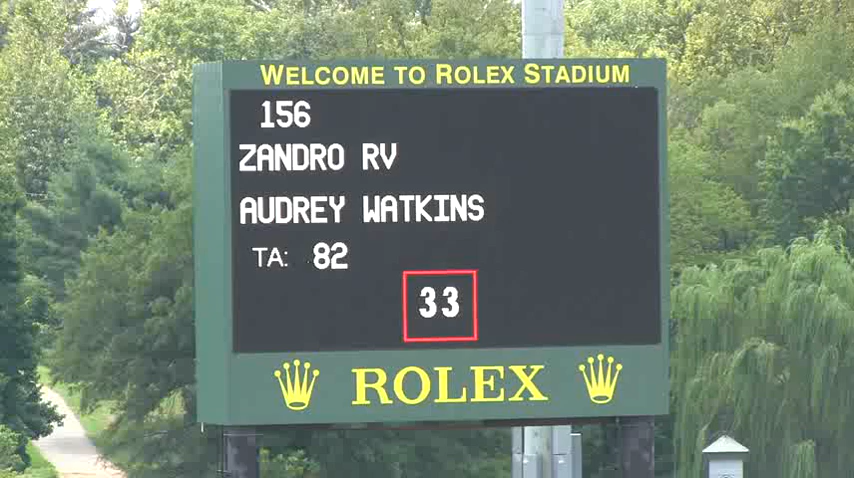 WELCOME TO ROLEX STADIUM
156
ZANDRO RV
AUDREY WATKINS
TA: 82
33
ROLEX